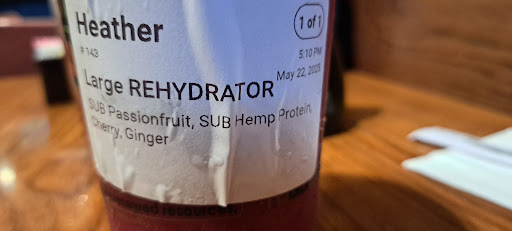 Heather
1 of 1
# 143
5:10 PM
May 22, 2025
Large REHYDRATOR
SUB Passionfruit, SUB Hemp Protein,
Cherry, Ginger